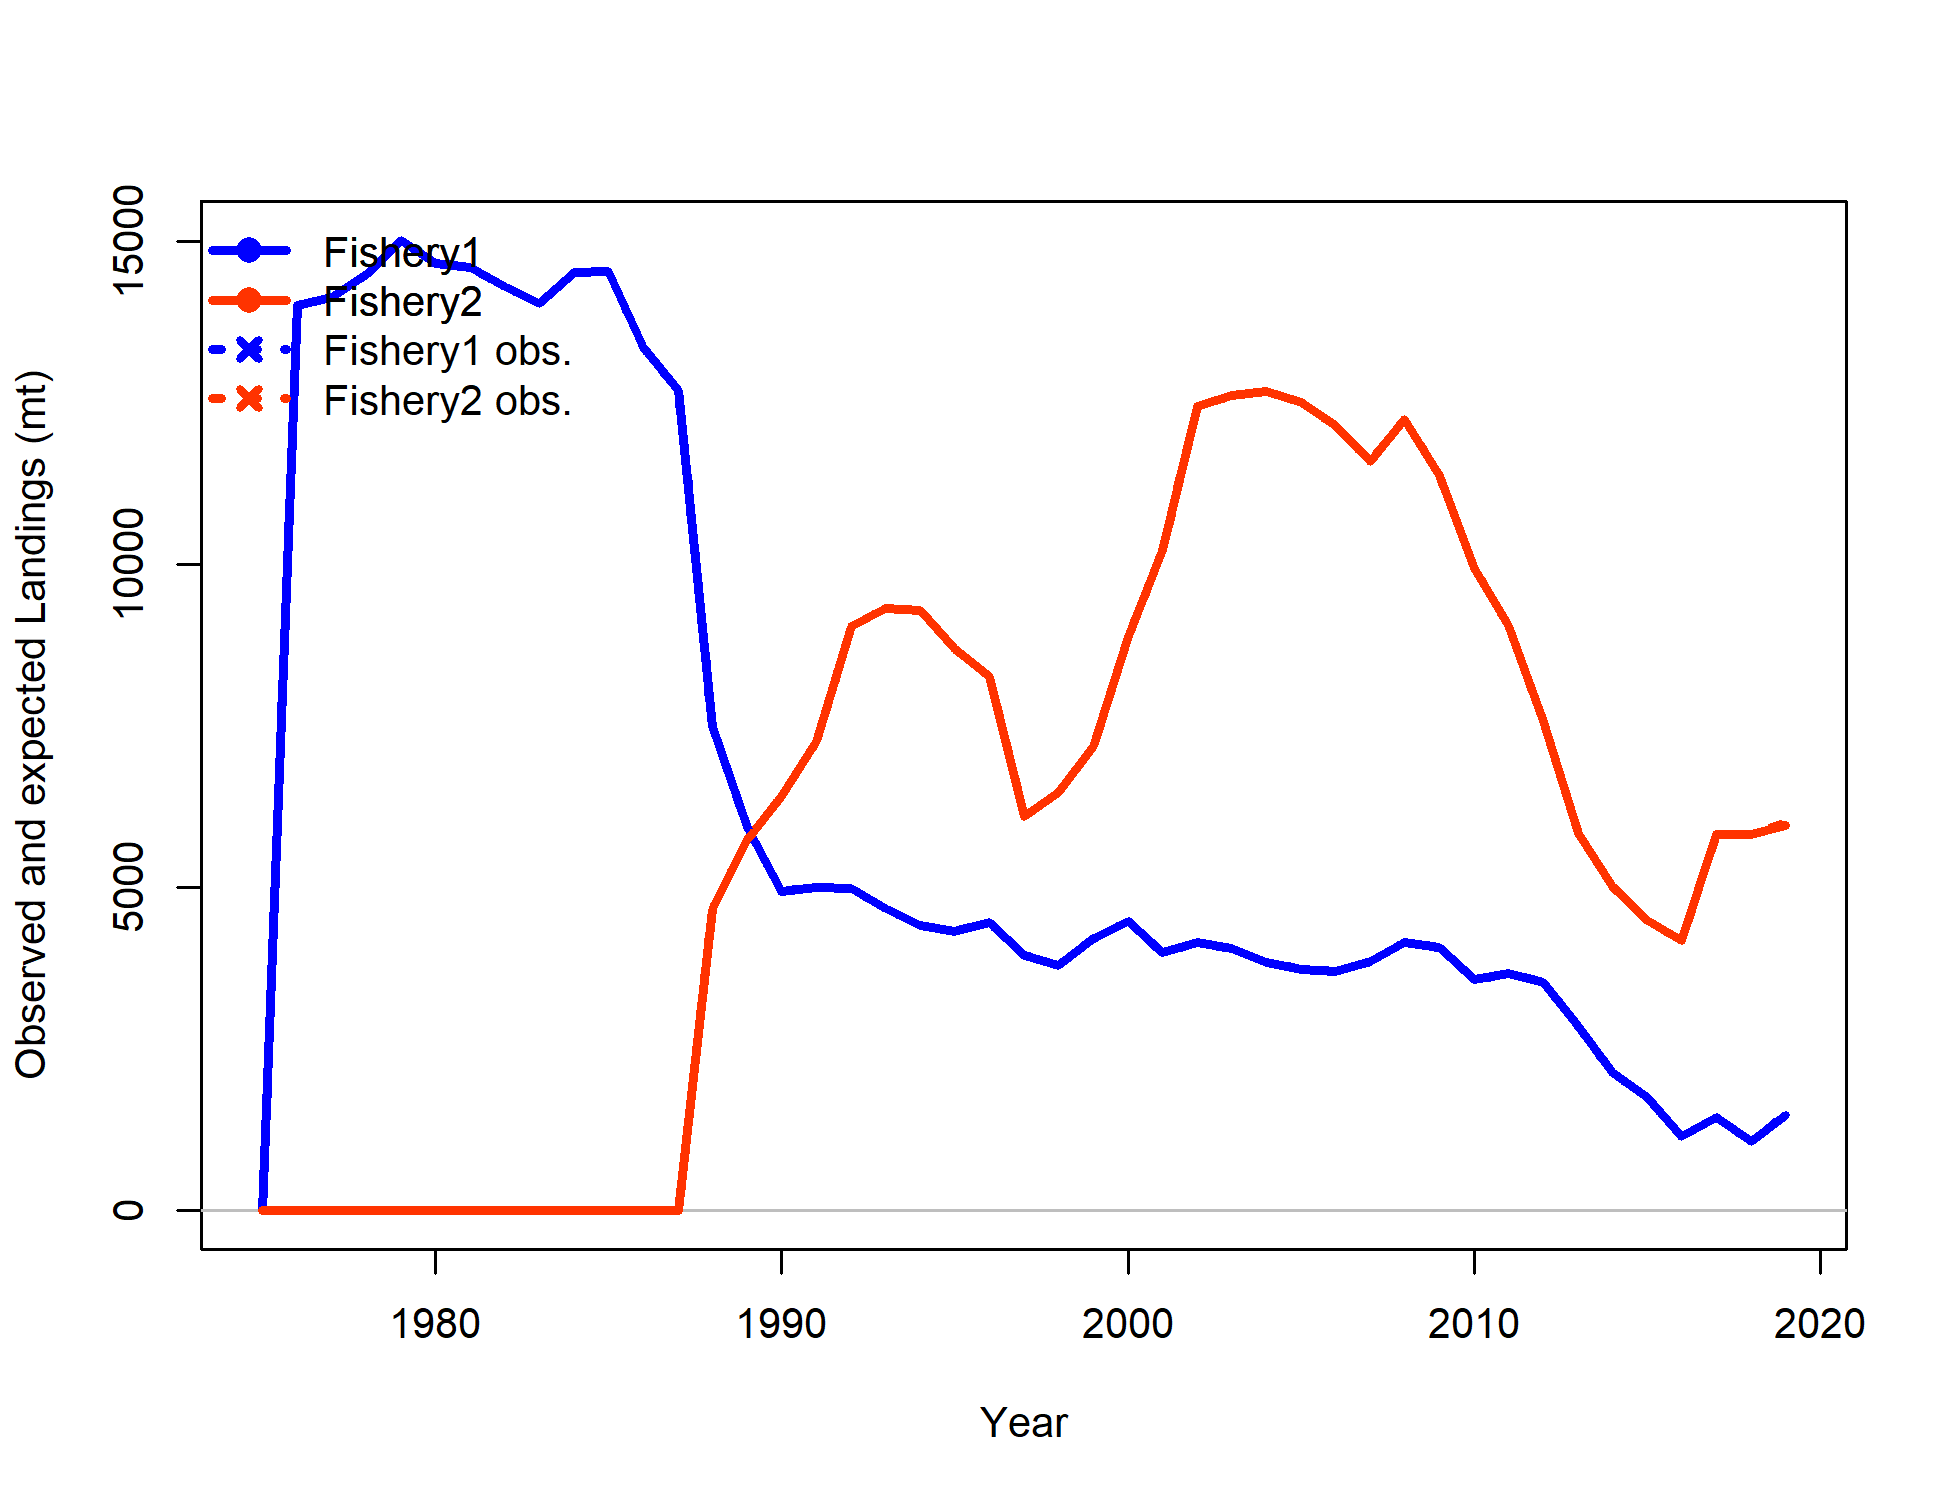 Observed and expected Landings (mt)
15000
10000
5000
0
Fishery1
Fishery2
Fishery1 obs.
Fishery2 obs.
1980 1990 2000 2010 2020
Year